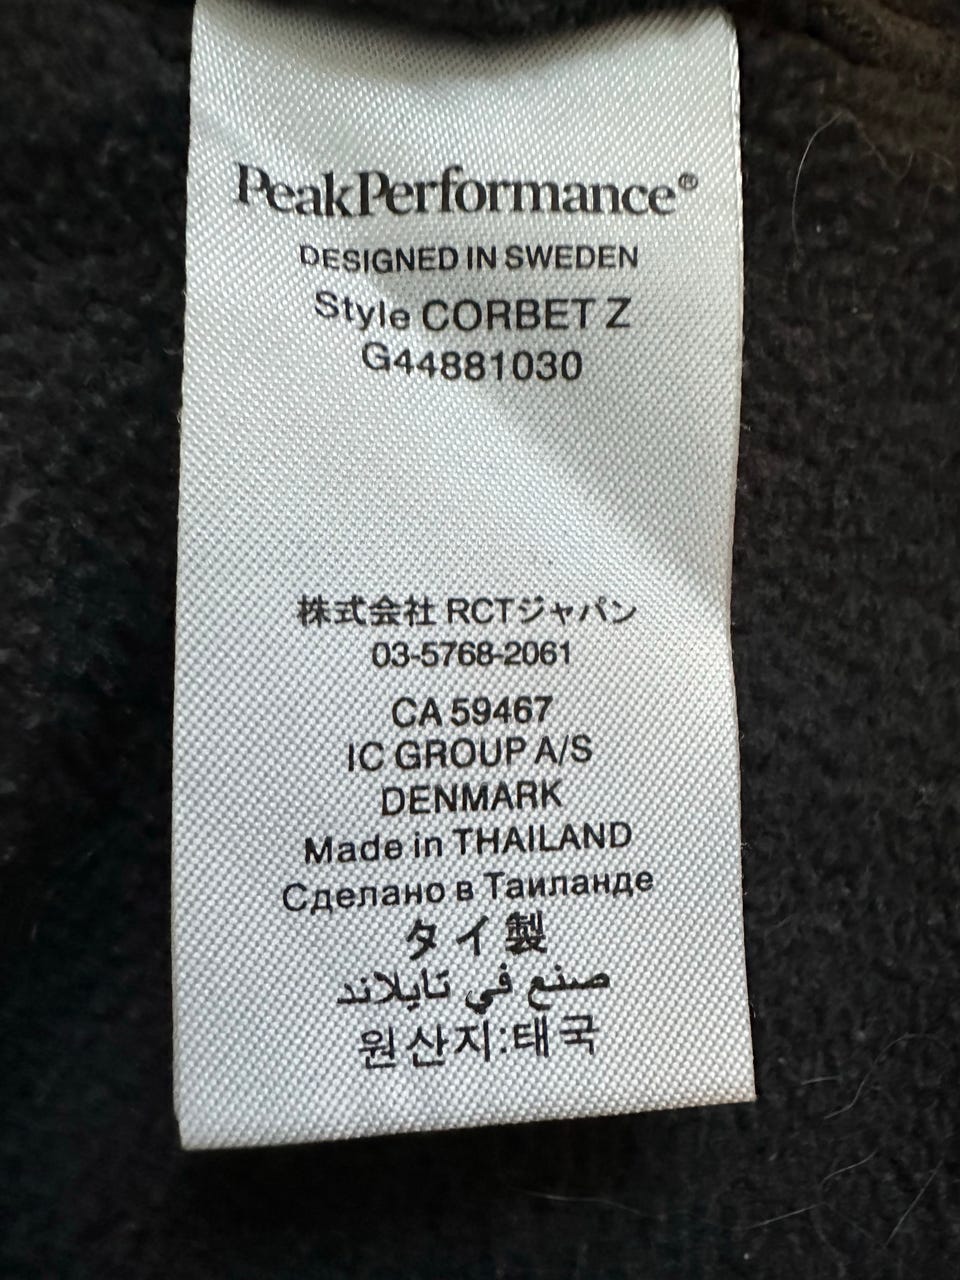 PeakPerformance®
DESIGNED IN SWEDEN
Style CORBET Z
G44881030
株式会社 RCTジャパン
03-5768-2061
CA 59467
IC GROUP A/S
DENMARK
Made in THAILAND
Сделано в Таиланде
タイ製
صنع في تايلاند
원산지:태국